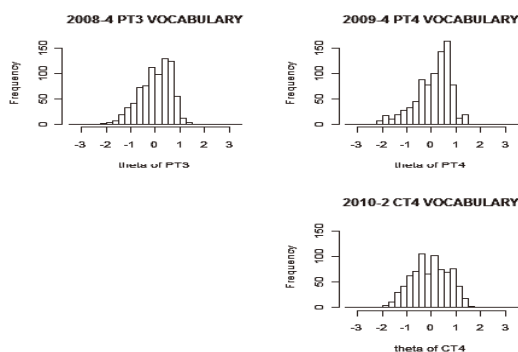 2008-4 PT3 VOCABULARY
Frequency
0 50 100 150
-3 -2 -1 0 1 2 3
theta of PT3
2009-4 PT4 VOCABULARY
Frequency
0 50 100 150
-3 -2 -1 0 1 2 3
theta of PT4
2010-2 CT4 VOCABULARY
Frequency
0 50 100 150
-3 -2 -1 0 1 2 3
theta of CT4